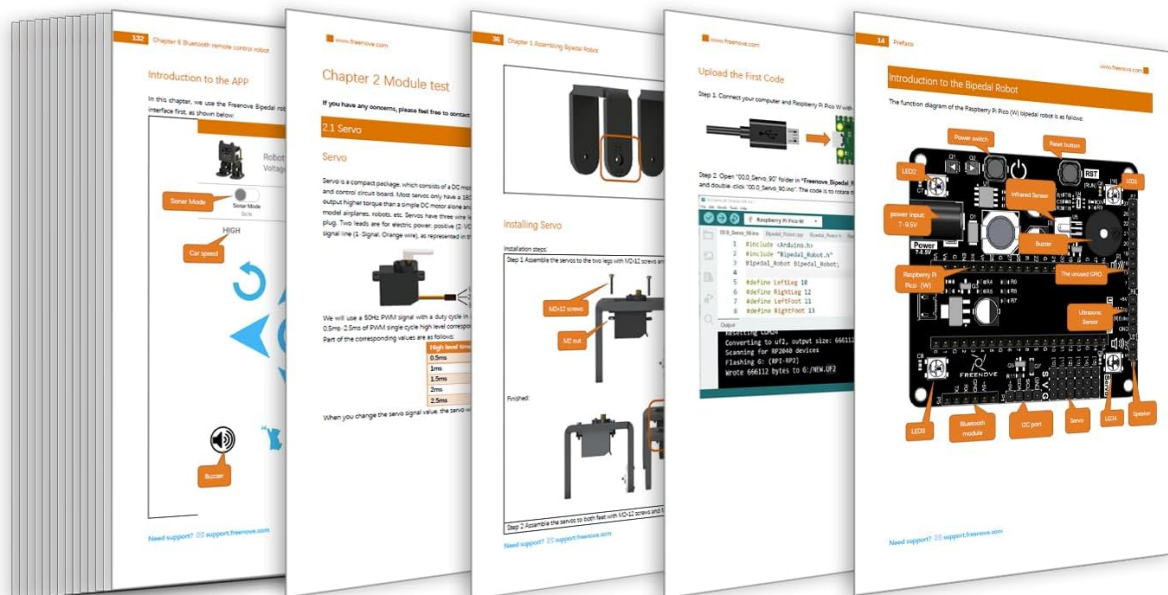 132 Chapter 6 Bluetooth remote control robot
Introduction to the APP
In this chapter, we use the Freenove Bipedal
interface first, as shown below:
Robot
Sonar Mode
Sonar Mode
HIGH
Car speed
Buzzer
Need support? support.freenove.com
www.freenove.com
Chapter 2 Module test
If you have any concerns, please feel free to contact
2.1 Servo
Servo
Servo is a compact package, which consists of a DC
and control circuit board. Most servos only have a
output higher torque than a simple DC motor alone
model airplanes, robots, etc. Servos have three wire
plug. Two leads are for electric power: positive
signal line (1-Signal, Orange wire), as represented in
We will use a 50Hz PWM signal with a duty cycle in
0.5ms-2.5ms of PWM single cycle high level
Part of the corresponding values are as follows:
High level time
0.5ms
1ms
1.5ms
2ms
2.5ms
When you change the servo signal value, the servo
36 Chapter 1 Assembling Bipedal Robot
Installing Servo
Installation steps:
Step 1 Assemble the servos to the two legs with M2*12 screws
M2*12 screws
M2 nut
Finished:
Step 2 Assemble the servos to both feet with M2*12 screws and
Need support? support.freenove.com
www.freenove.com
Upload the First Code
Step 1. Connect your computer and Raspberry Pi Pico W with
Step 2. Open "00.0_Servo_90" folder in
and double-click "00.0_Servo_90.ino". The code is to rotate
Raspberry Pi Pico W
1 #include <Arduino.h>
2 #include "Bipedal_Robot.h"
3 Bipedal_Robot Bipedal_Robot;
4
5 #define LeftLeg 10
6 #define RightLeg 12
7 #define LeftFoot 11
8 #define RightFoot 13
Output
Converting to uf2, output size: 666112
Scanning for RP2040 devices
Flashing G: (RPI-RP2)
Wrote 666112 bytes to G:/NEW.UF2
14 Preface
www.freenove.com
Introduction to the Bipedal Robot
The function diagram of the Raspberry Pi Pico (W) bipedal robot is as follows:
Power switch
Reset button
LED2
RST
Infrared Sensor
power input:
7-9.5V
Buzzer
Power
Raspberry Pi
Pico (W)
The unused GPIO
Ultrasonic
Sensor
FREENOVE
S V G
LED3
Bluetooth
module
I2C port
Servo
LED4
Speaker
Need support? support.freenove.com